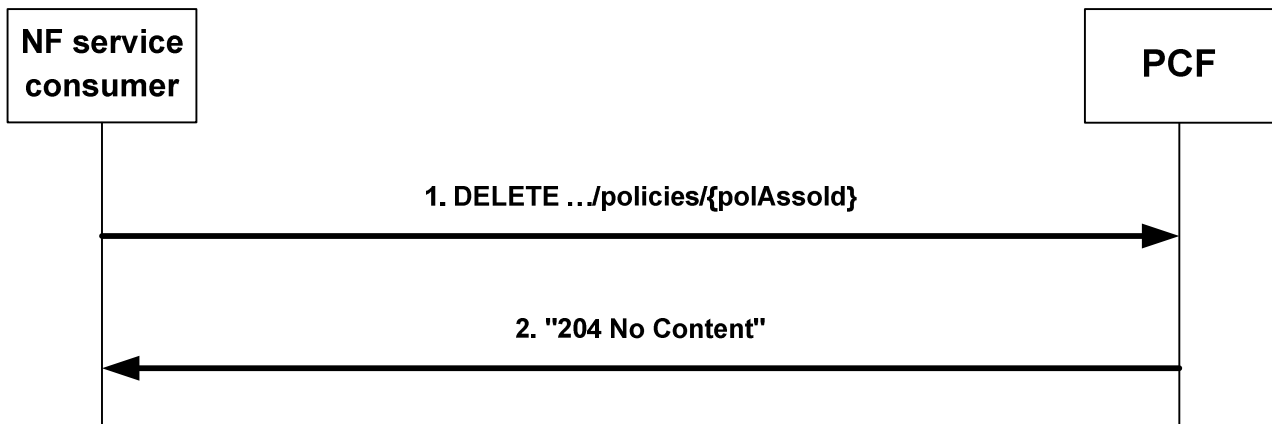 NF service
consumer
PCF
1. DELETE …/policies/{polAssoId}
2. "204 No Content"